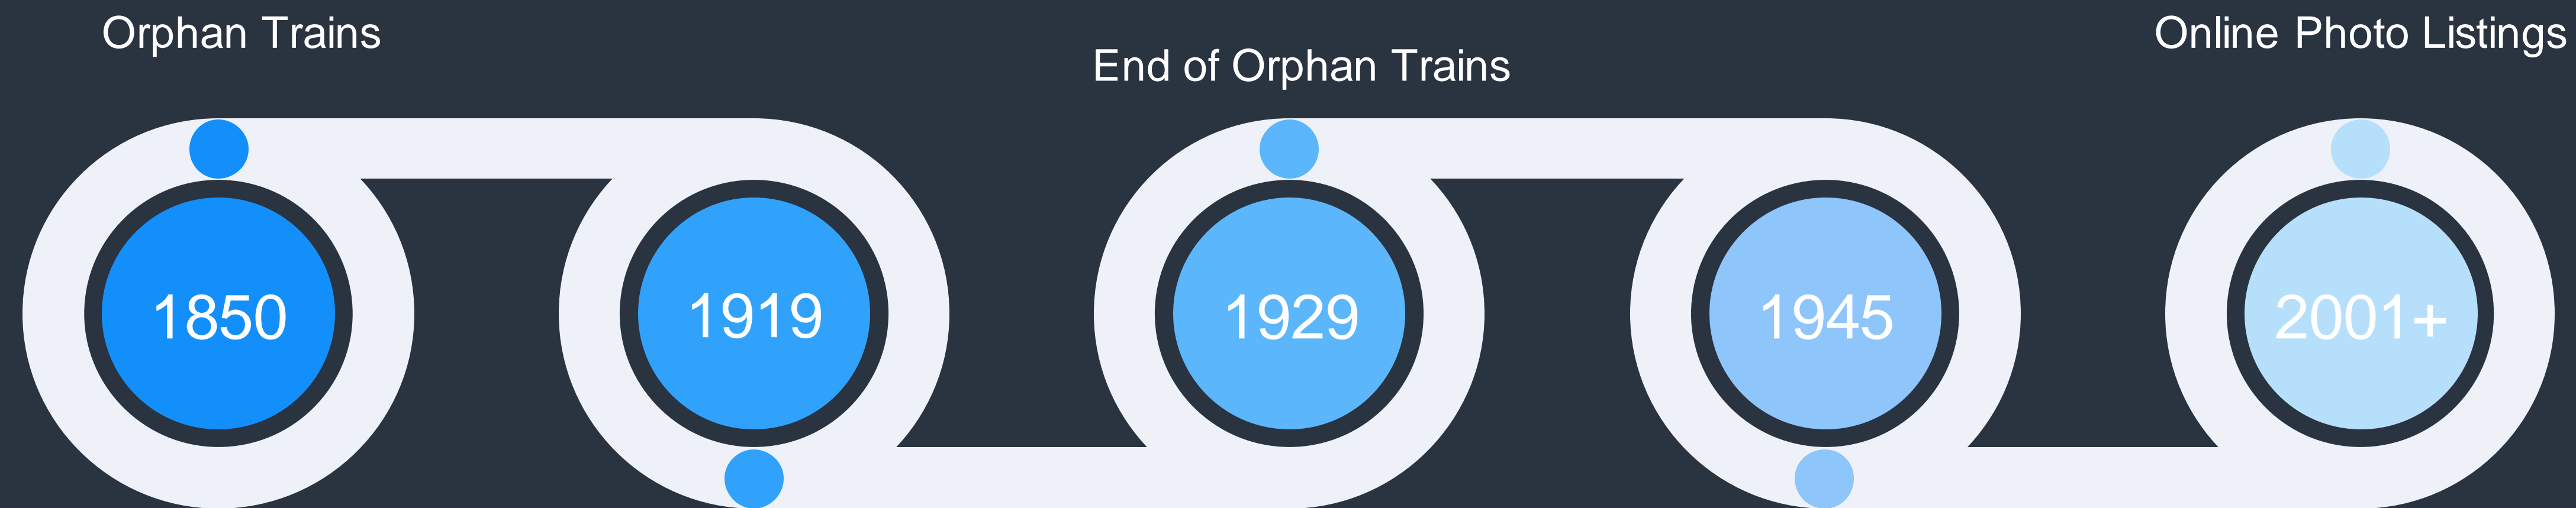 Orphan Trains
End of Orphan Trains
Online Photo Listings
1850
1919
1929
1945
2001+